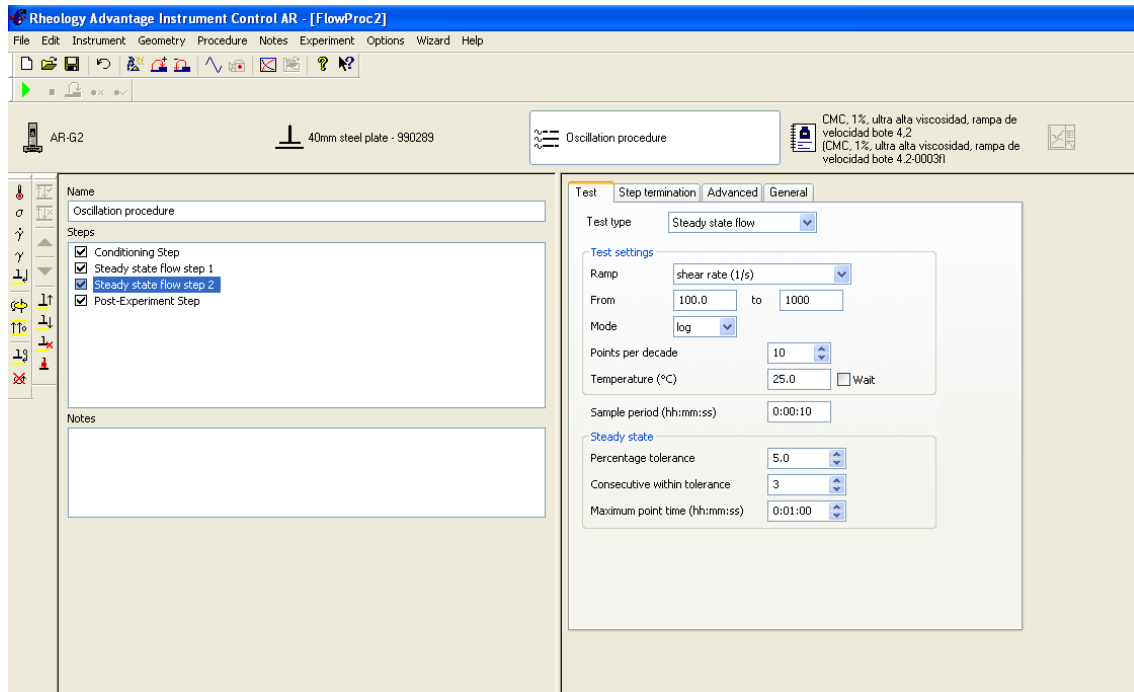 Rheology Advantage Instrument Control AR - [FlowProc2]
File Edit Instrument Geometry Procedure Notes Experiment Options Wizard Help
AR-G2
40mm steel plate - 990289
Oscillation procedure
CMC, 1%, ultra alta viscosidad, rampa de
velocidad bote 4,2
(CMC, 1%, ultra alta viscosidad, rampa de
velocidad bote 4.2-0003fl
Name
Oscillation procedure
Steps
Conditioning Step
Steady state flow step 1
Steady state flow step 2
Post-Experiment Step
Notes
Test Step termination Advanced General
Test type Steady state flow
Test settings
Ramp shear rate (1/s)
From 100.0 to 1000
Mode log
Points per decade 10
Temperature (°C) 25.0 Wait
Sample period (hh:mm:ss) 0:00:10
Steady state
Percentage tolerance 5.0
Consecutive within tolerance 3
Maximum point time (hh:mm:ss) 0:01:00